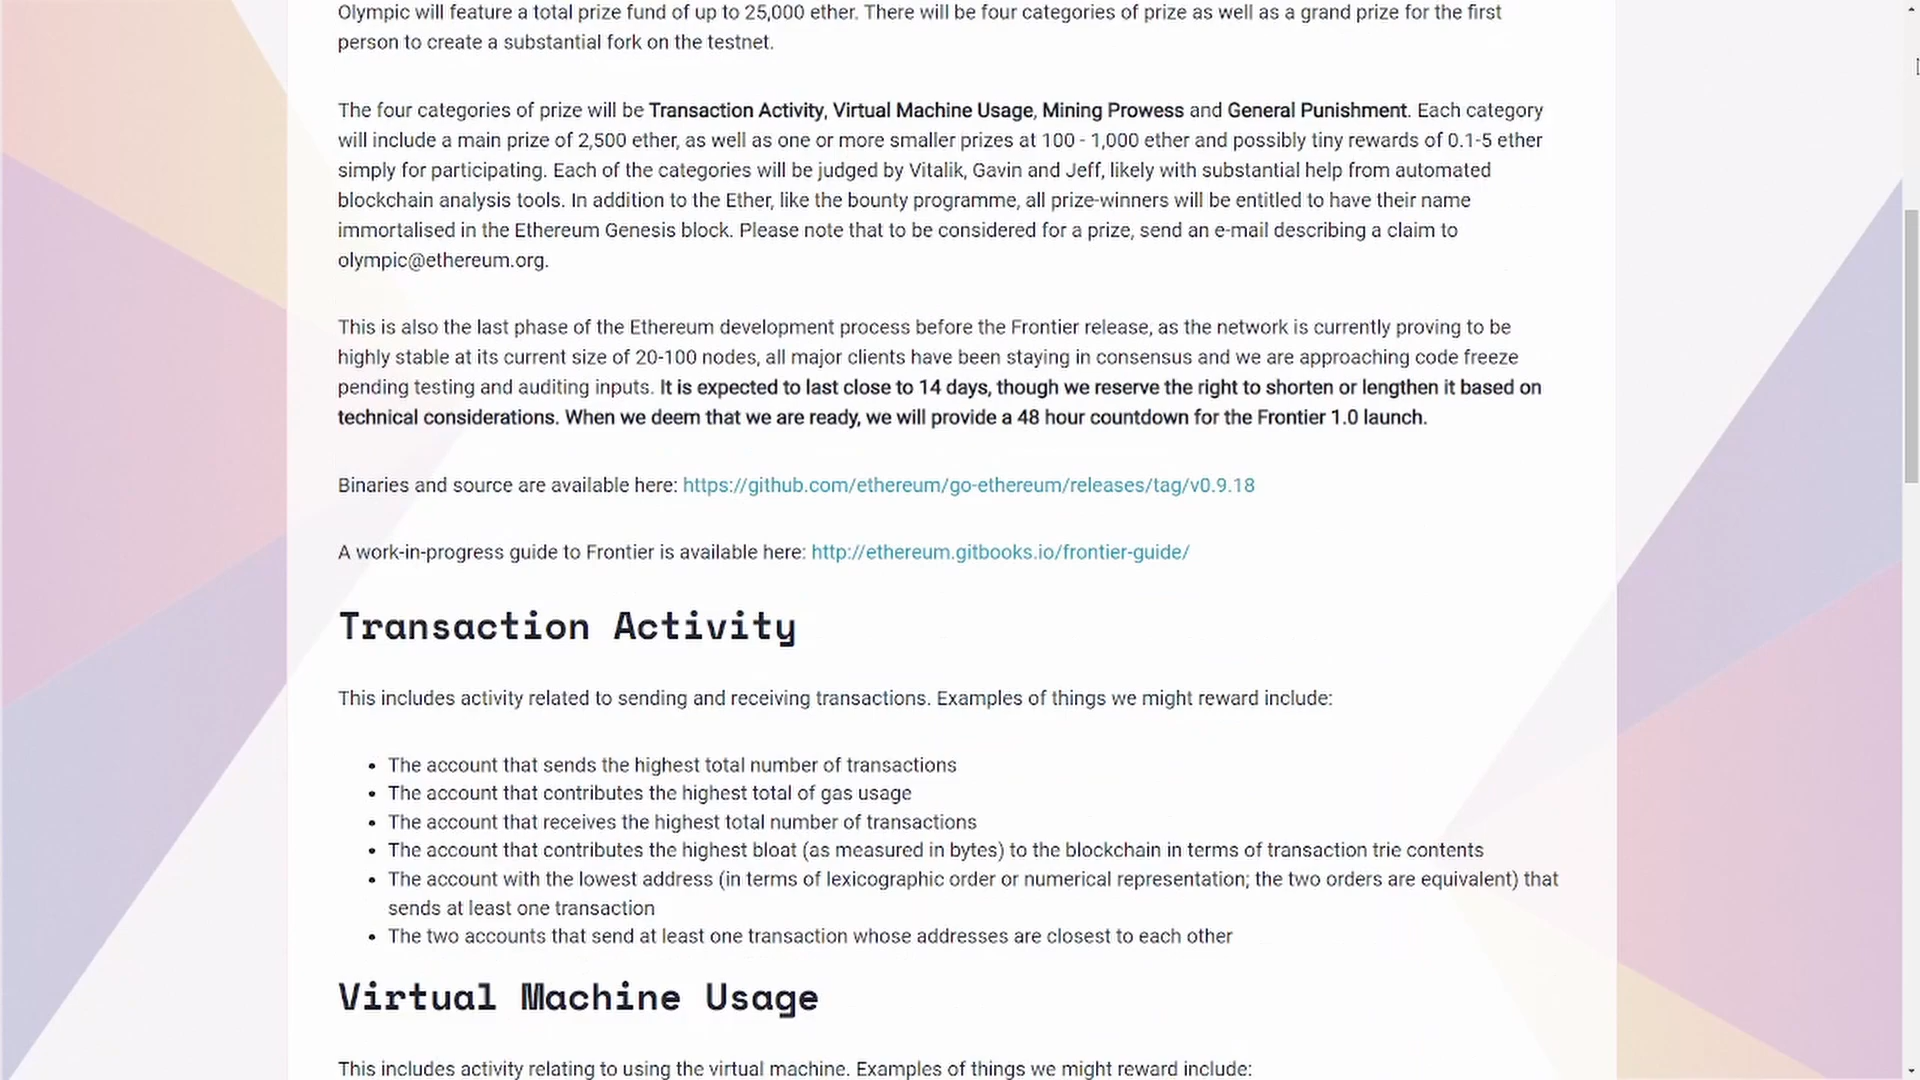 Olympic will feature a total prize fund of up to 25,000 ether. There will be four categories of prize as well as a grand prize for the first
person to create a substantial fork on the testnet.
The four categories of prize will be Transaction Activity, Virtual Machine Usage, Mining Prowess and General Punishment. Each category
will include a main prize of 2,500 ether, as well as one or more smaller prizes at 100 - 1,000 ether and possibly tiny rewards of 0.1-5 ether
simply for participating. Each of the categories will be judged by Vitalik, Gavin and Jeff, likely with substantial help from automated
blockchain analysis tools. In addition to the Ether, like the bounty programme, all prize-winners will be entitled to have their name
immortalised in the Ethereum Genesis block. Please note that to be considered for a prize, send an e-mail describing a claim to
olympic@ethereum.org.
This is also the last phase of the Ethereum development process before the Frontier release, as the network is currently proving to be
highly stable at its current size of 20-100 nodes, all major clients have been staying in consensus and we are approaching code freeze
pending testing and auditing inputs. It is expected to last close to 14 days, though we reserve the right to shorten or lengthen it based on
technical considerations. When we deem that we are ready, we will provide a 48 hour countdown for the Frontier 1.0 launch.
Binaries and source are available here: https://github.com/ethereum/go-ethereum/releases/tag/v0.9.18
A work-in-progress guide to Frontier is available here: http://ethereum.gitbooks.io/frontier-guide/
Transaction Activity
This includes activity related to sending and receiving transactions. Examples of things we might reward include:
• The account that sends the highest total number of transactions
• The account that contributes the highest total of gas usage
• The account that receives the highest total number of transactions
• The account that contributes the highest bloat (as measured in bytes) to the blockchain in terms of transaction trie contents
• The account with the lowest address (in terms of lexicographic order or numerical representation; the two orders are equivalent) that
sends at least one transaction
• The two accounts that send at least one transaction whose addresses are closest to each other
Virtual Machine Usage
This includes activity relating to using the virtual machine. Examples of things we might reward include: